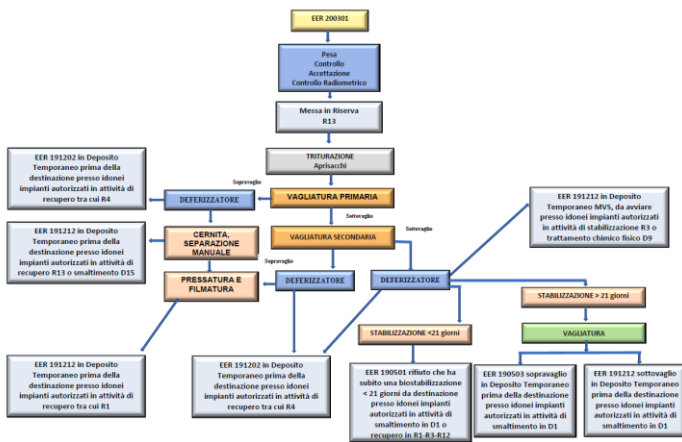 EER 200301
Pesa
Controllo
Accettazione
Controllo Radiometrico
Messa in Riserva
R13
TRITURAZIONE
Aprisacchi
Sopravaglio
VAGLIATURA PRIMARIA
DEFERIZZATORE
EER 191202 in Deposito
Temporaneo prima della
destinazione presso idonei
impianti autorizzati in attività di
recupero tra cui R4
Sottovaglio
VAGLIATURA SECONDARIA
Sottovaglio
EER 191212 in Deposito
Temporaneo MVS, da avviare
presso idonei impianti autorizzati
in attività di stabilizzazione R3 o
trattamento chimico fisico D9
CERNITA,
SEPARAZIONE
MANUALE
EER 191212 in Deposito
Temporaneo prima della
destinazione presso idonei
impianti autorizzati in attività di
recupero R13 o smaltimento D15
Sopravaglio
PRESSATURA E
FILMATURA
DEFERIZZATORE
DEFERIZZATORE
STABILIZZAZIONE > 21 giorni
STABILIZZAZIONE <21 giorni
VAGLIATURA
EER 191212 in Deposito
Temporaneo prima della
destinazione presso idonei
impianti autorizzati in attività di
recupero tra cui R1
EER 191202 in Deposito
Temporaneo prima della
destinazione presso idonei
impianti autorizzati in attività di
recupero tra cui R4
EER 190501 rifiuto che ha
subito una biostabilizzazione
< 21 giorni da destinazione
presso idonei impianti
autorizzati in attività di
smaltimento in D1 o
recupero in R1-R3-R12
EER 190503 sopravaglio
in Deposito Temporaneo
prima della destinazione
presso idonei impianti
autorizzati in attività di
smaltimento in D1
EER 191212 sottovaglio
in Deposito Temporaneo
prima della destinazione
presso idonei impianti
autorizzati in attività di
smaltimento in D1